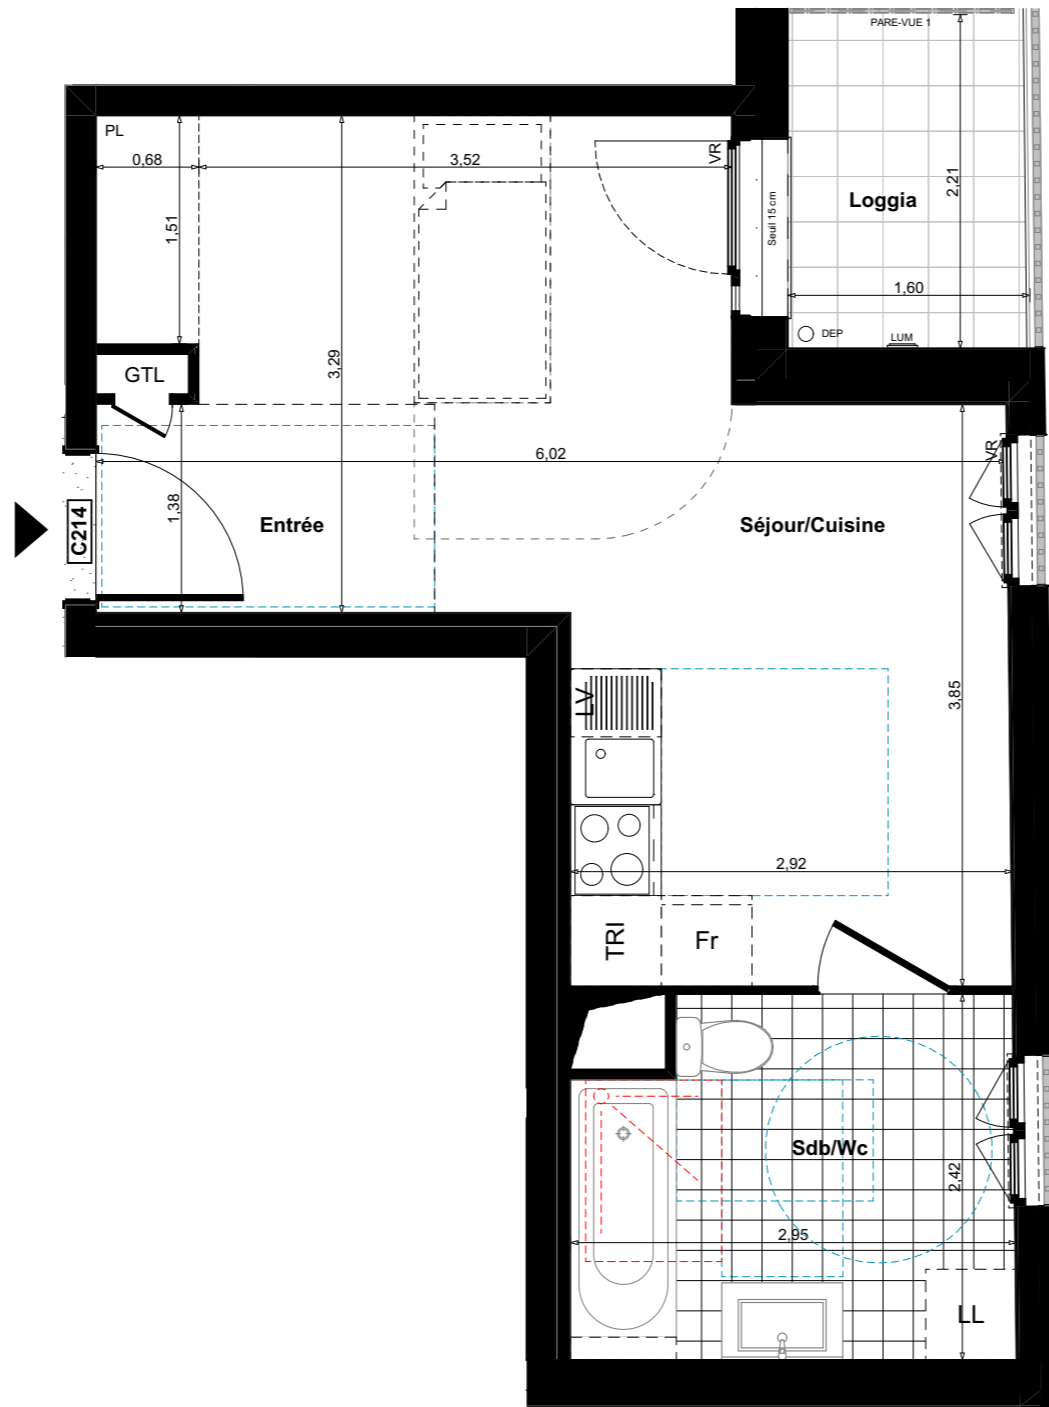 PARE-VUE 1
PL
0,68
3,52
VR
2,21
Loggia
Seuil 15 cm
1,51
1,60
DEP
LUM
3,29
GTL
6,02
VR
1,38
C214
Entrée
Séjour/Cuisine
LV
3,85
2,92
TRI
Fr
Sdb/Wc
2,42
2,95
LL